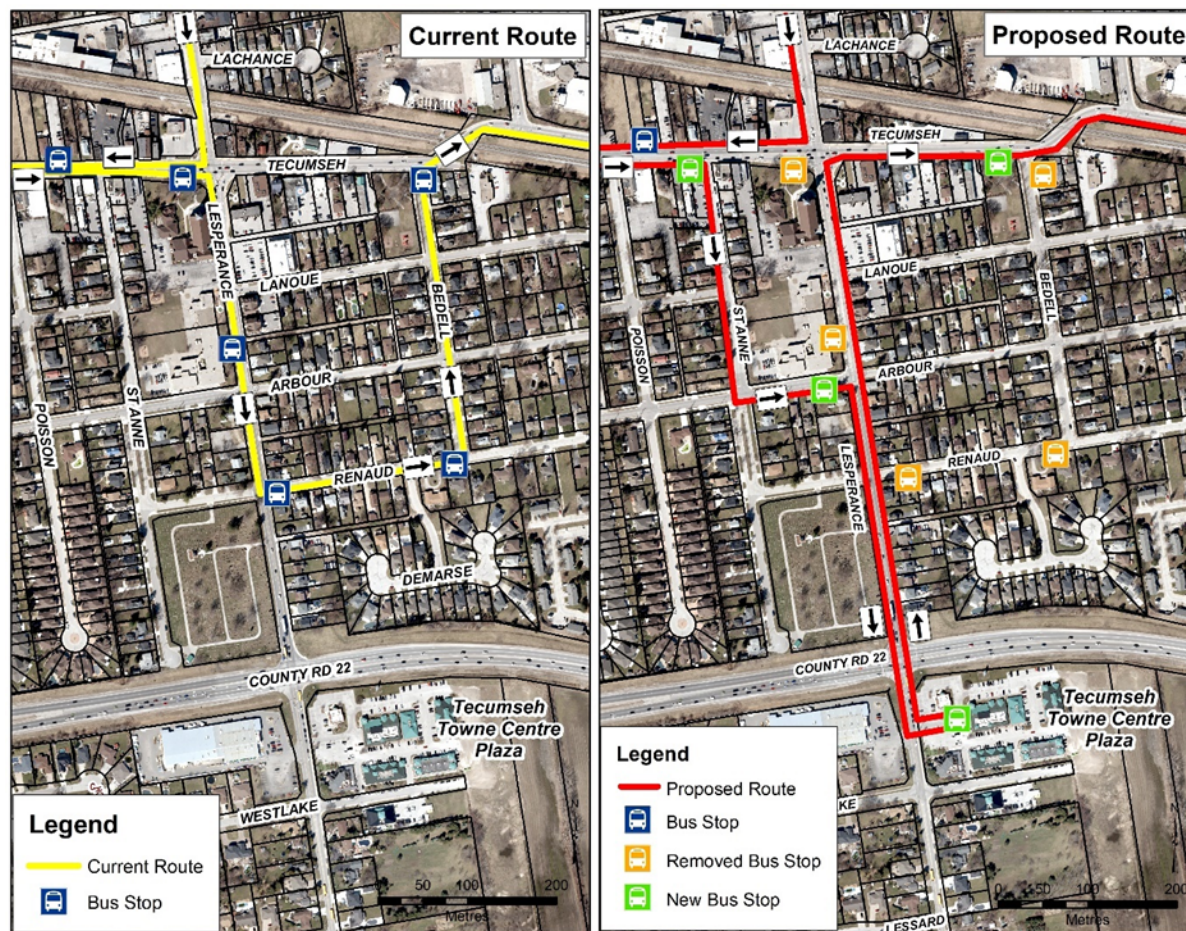 Current Route
LACHANCE
TECUMSEH
LESPERANCE
LANOUE
BEDELL
ARBOUR
POISSON
ST ANNE
RENAUD
DEMARSE
COUNTY RD 22
Tecumseh
Towne Centre
Plaza
WESTLAKE
Legend
Current Route
Bus Stop
50 100 200
Metres
Proposed Route
LACHANCE
TECUMSEH
LANOUE
BEDELL
ST ANNE
POISSON
ARBOUR
LESPERANCE
RENAUD
DEMARSE
COUNTY RD 22
Tecumseh
Towne Centre
Plaza
Legend
Proposed Route
Bus Stop
Removed Bus Stop
New Bus Stop
KE
0 50 100 200
Metres
LESSARD